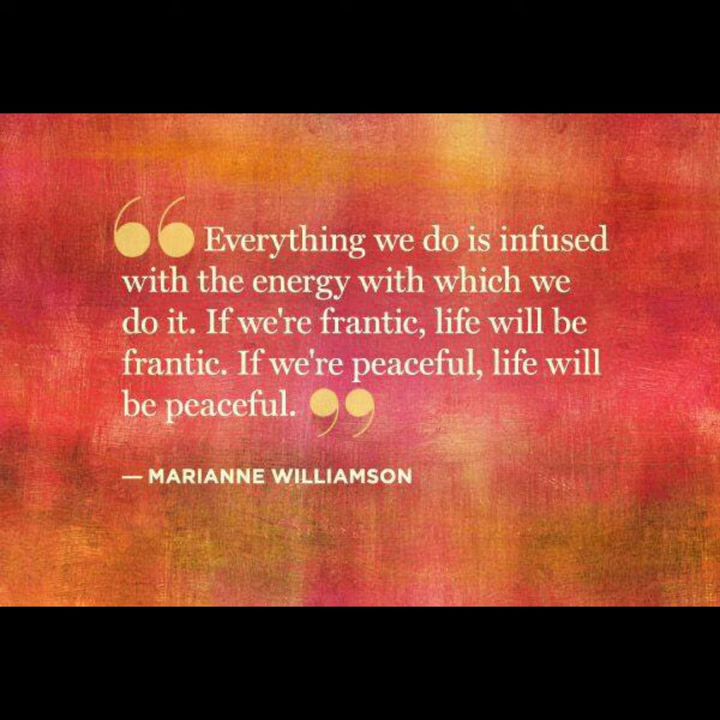 “ Everything we do is infused
with the energy with which we
do it. If we're frantic, life will be
frantic. If we're peaceful, life will
be peaceful. ”
— MARIANNE WILLIAMSON